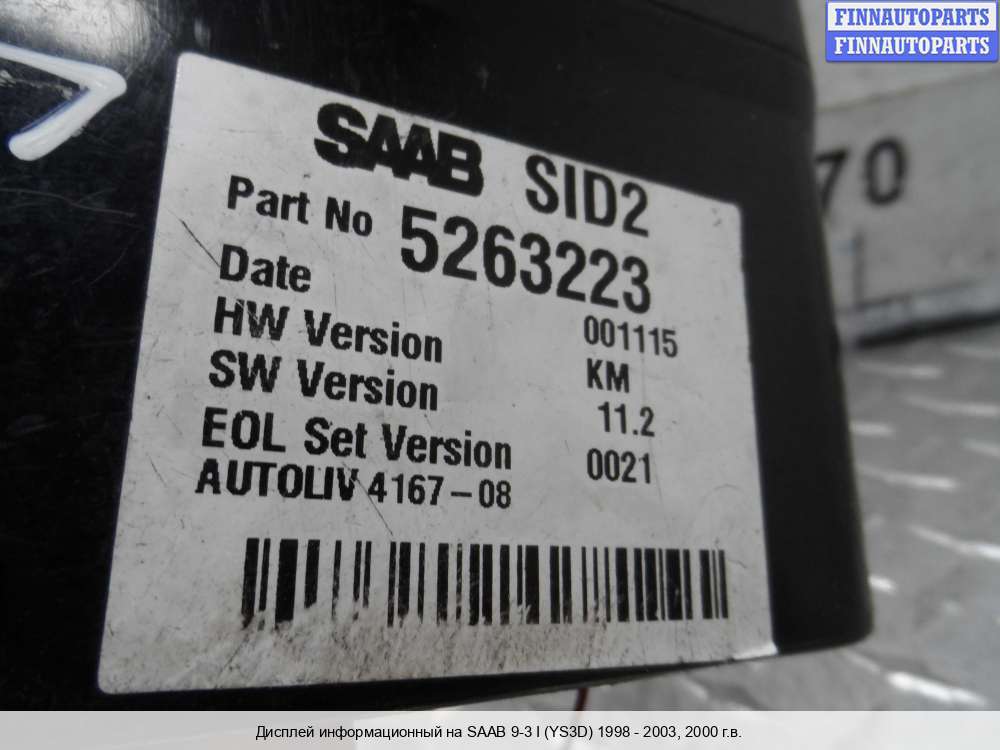 FINNAUTOPARTS
FINNAUTOPARTS
SAAB SID2
Part No 5263223
Date 001115
HW Version KM
SW Version 11.2
EOL Set Version 0021
AUTOLIV 4167-08
70
Дисплей информационный на SAAB 9-3 I (YS3D) 1998 - 2003, 2000 г.в.